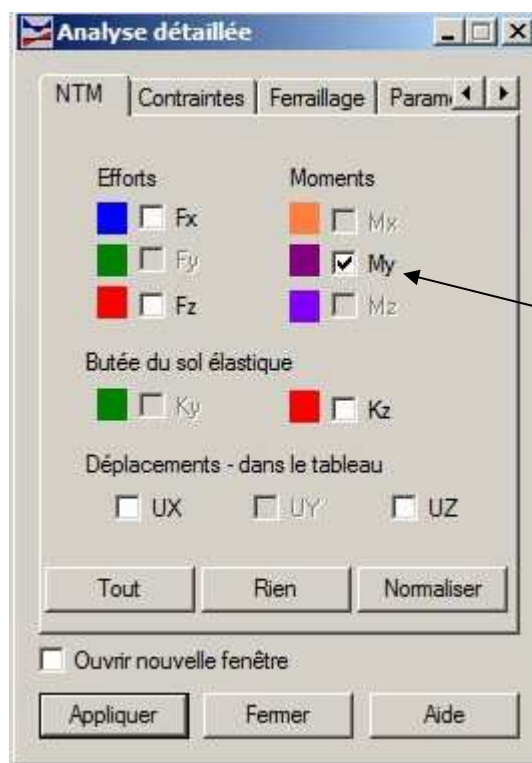 Analyse détaillée
NTM Contraintes Ferraillage Param
Efforts Moments
Fx Mx
Fy My
Fz Mz
Butée du sol élastique
Ky Kz
Déplacements - dans le tableau
UX UY UZ
Tout Rien Normaliser
Ouvrir nouvelle fenêtre
Appliquer Fermer Aide